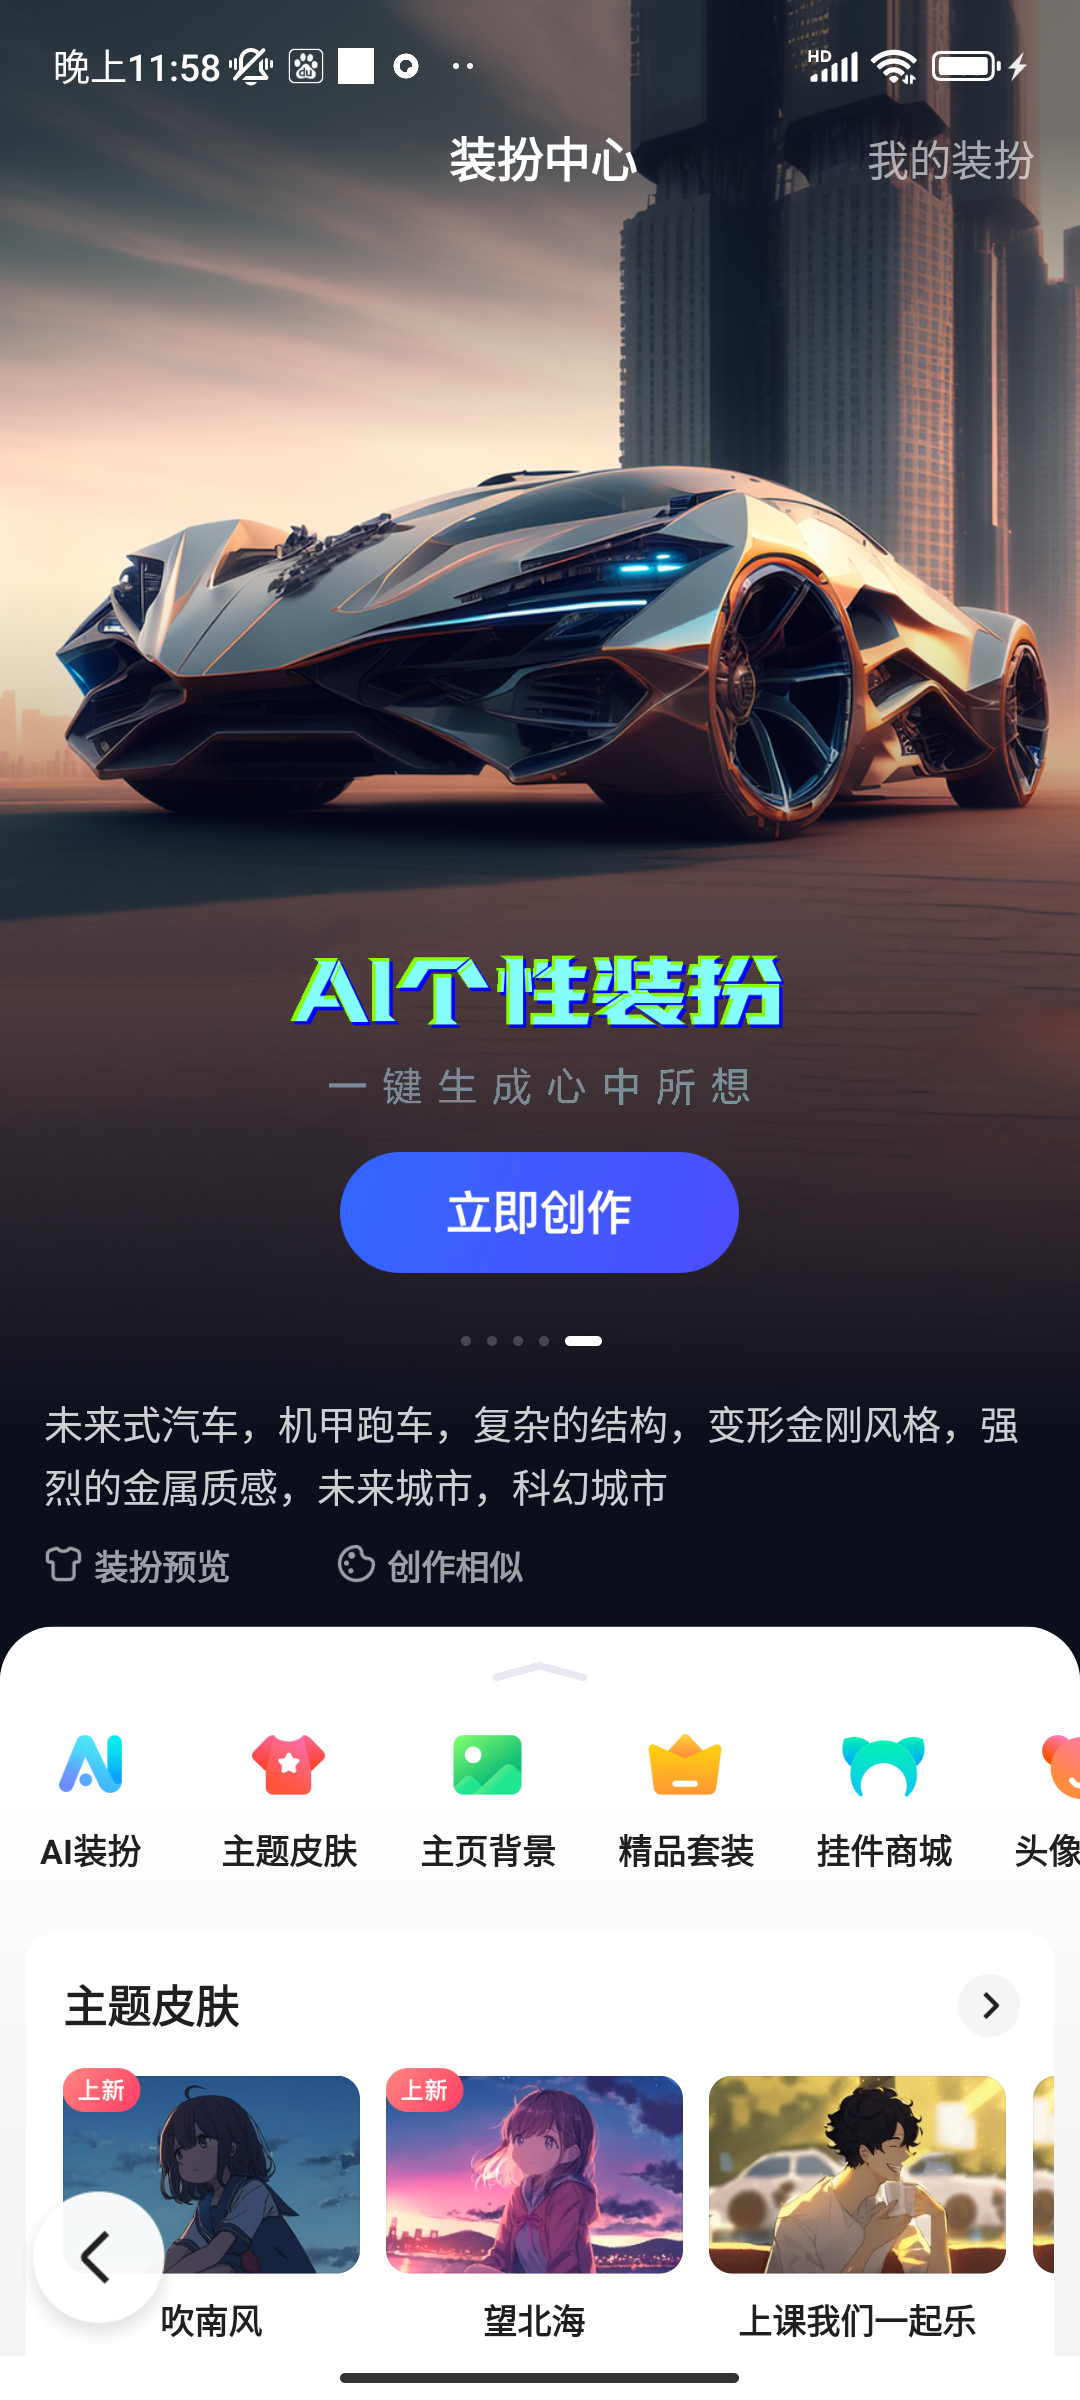 晚上11:58
HD
装扮中心
我的装扮
AI个性装扮
一键生成心中所想
立即创作
未来式汽车，机甲跑车，复杂的结构，变形金刚风格，强
烈的金属质感，未来城市，科幻城市
装扮预览
创作相似
AI装扮
主题皮肤
主页背景
精品套装
挂件商城
头像
主题皮肤
上新
上新
吹南风
望北海
上课我们一起乐